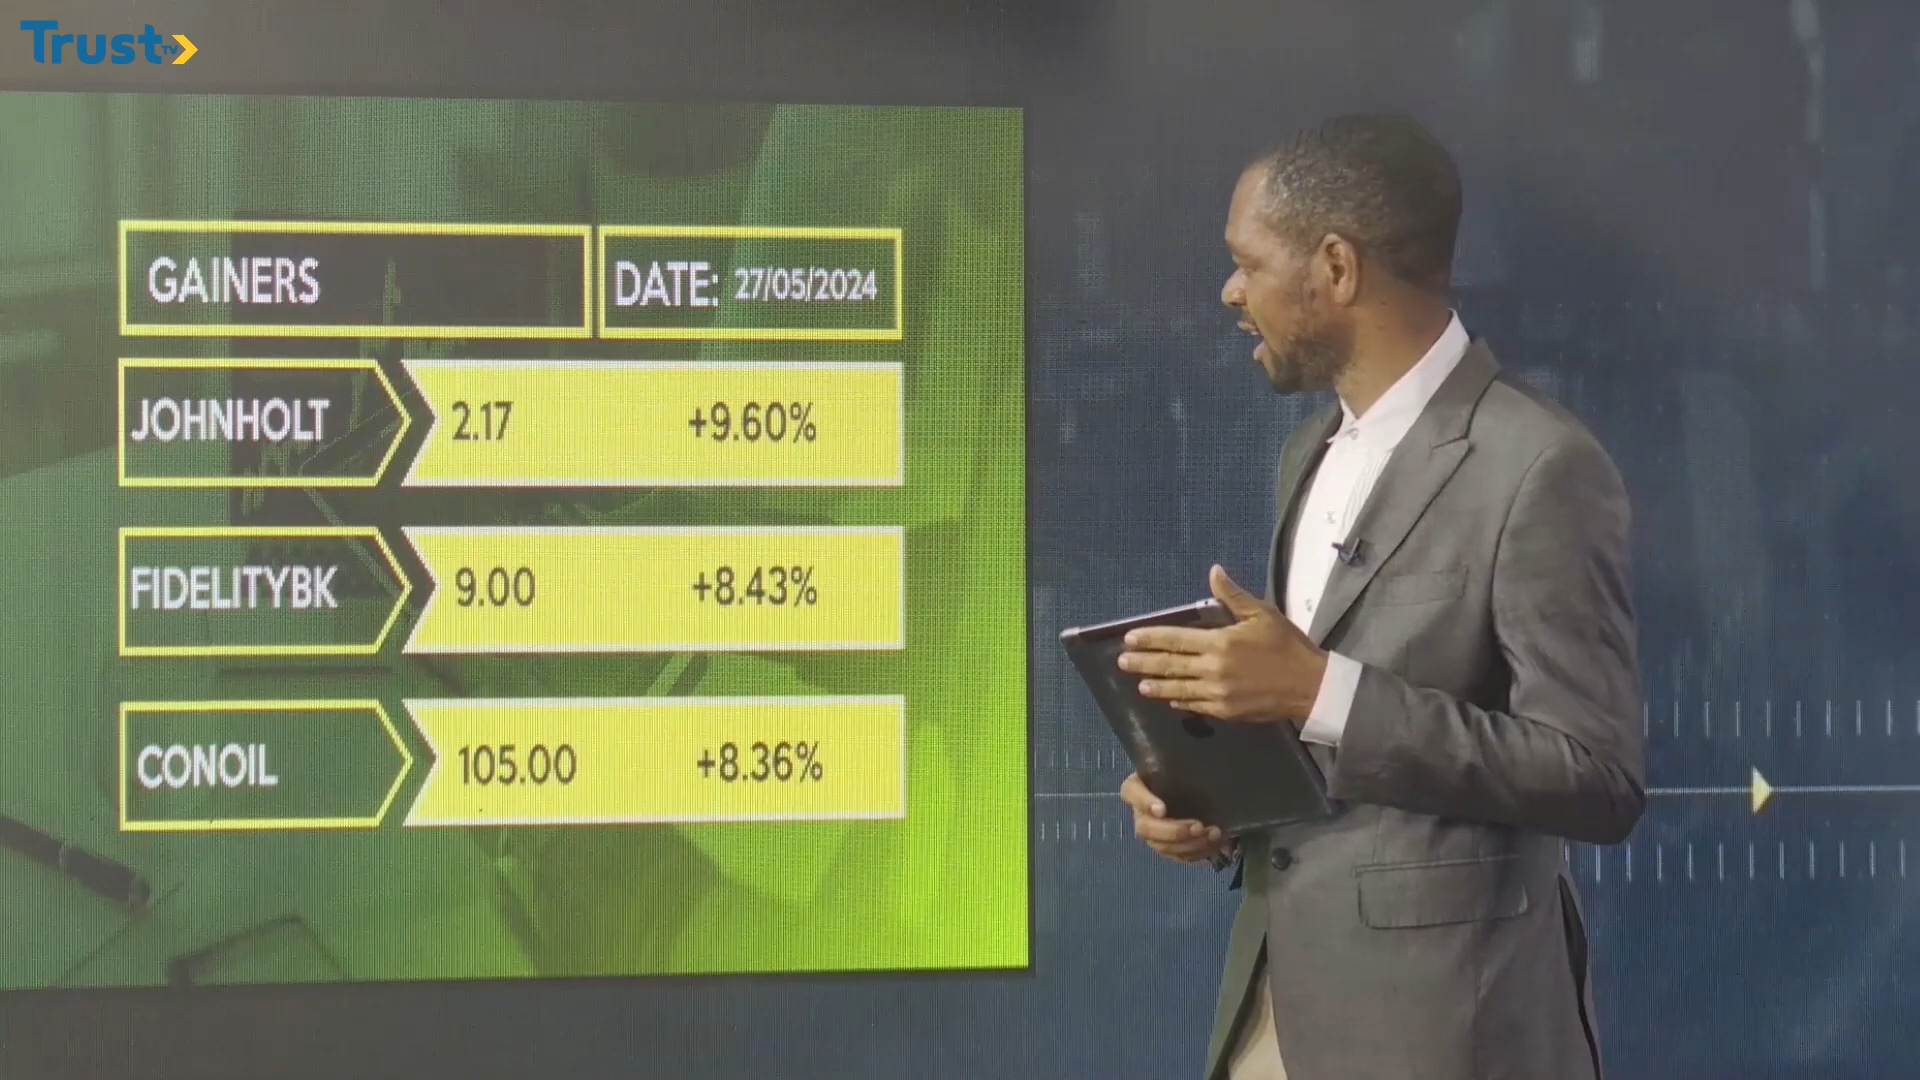 Trust TV
GAINERS
DATE: 27/05/2024
JOHNHOLT 2.17 +9.60%
FIDELITYBK 9.00 +8.43%
CONOIL 105.00 +8.36%